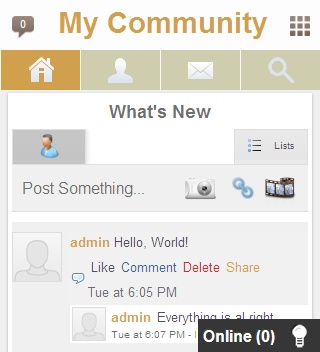 0
My Community
What's New
Lists
Post Something...
admin Hello, World!
Like Comment Delete Share
Tue at 6:05 PM
admin Everything is al right
Tue at 6:07 PM -
Online (0)